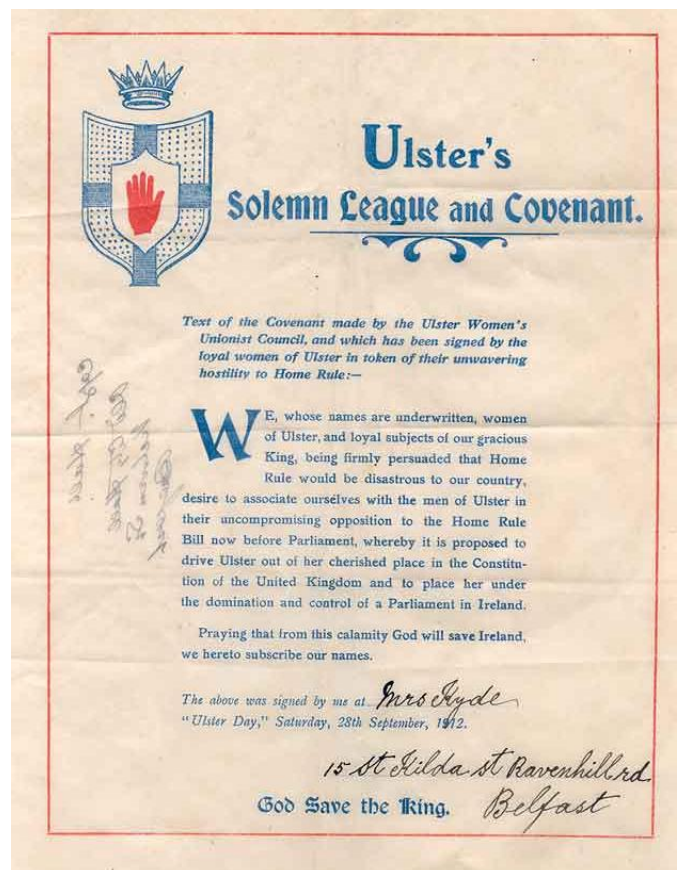 Ulster's
Solemn League and Covenant.
Text of the Covenant made by the Ulster Women's
Unionist Council, and which has been signed by the
loyal women of Ulster in token of their unwavering
hostility to Home Rule:—
WE, whose names are underwritten, women
of Ulster, and loyal subjects of our gracious
King, being firmly persuaded that Home
Rule would be disastrous to our country,
desire to associate ourselves with the men of Ulster in
their uncompromising opposition to the Home Rule
Bill now before Parliament, whereby it is proposed to
drive Ulster out of her cherished place in the Constitu-
tion of the United Kingdom and to place her under
the domination and control of a Parliament in Ireland.
Praying that from this calamity God will save Ireland,
we hereto subscribe our names.
The above was signed by me at Mrs Hyde
"Ulster Day," Saturday, 28th September, 1912.
15 St Kilda st Ravenhill rd
God Save the King. Belfast